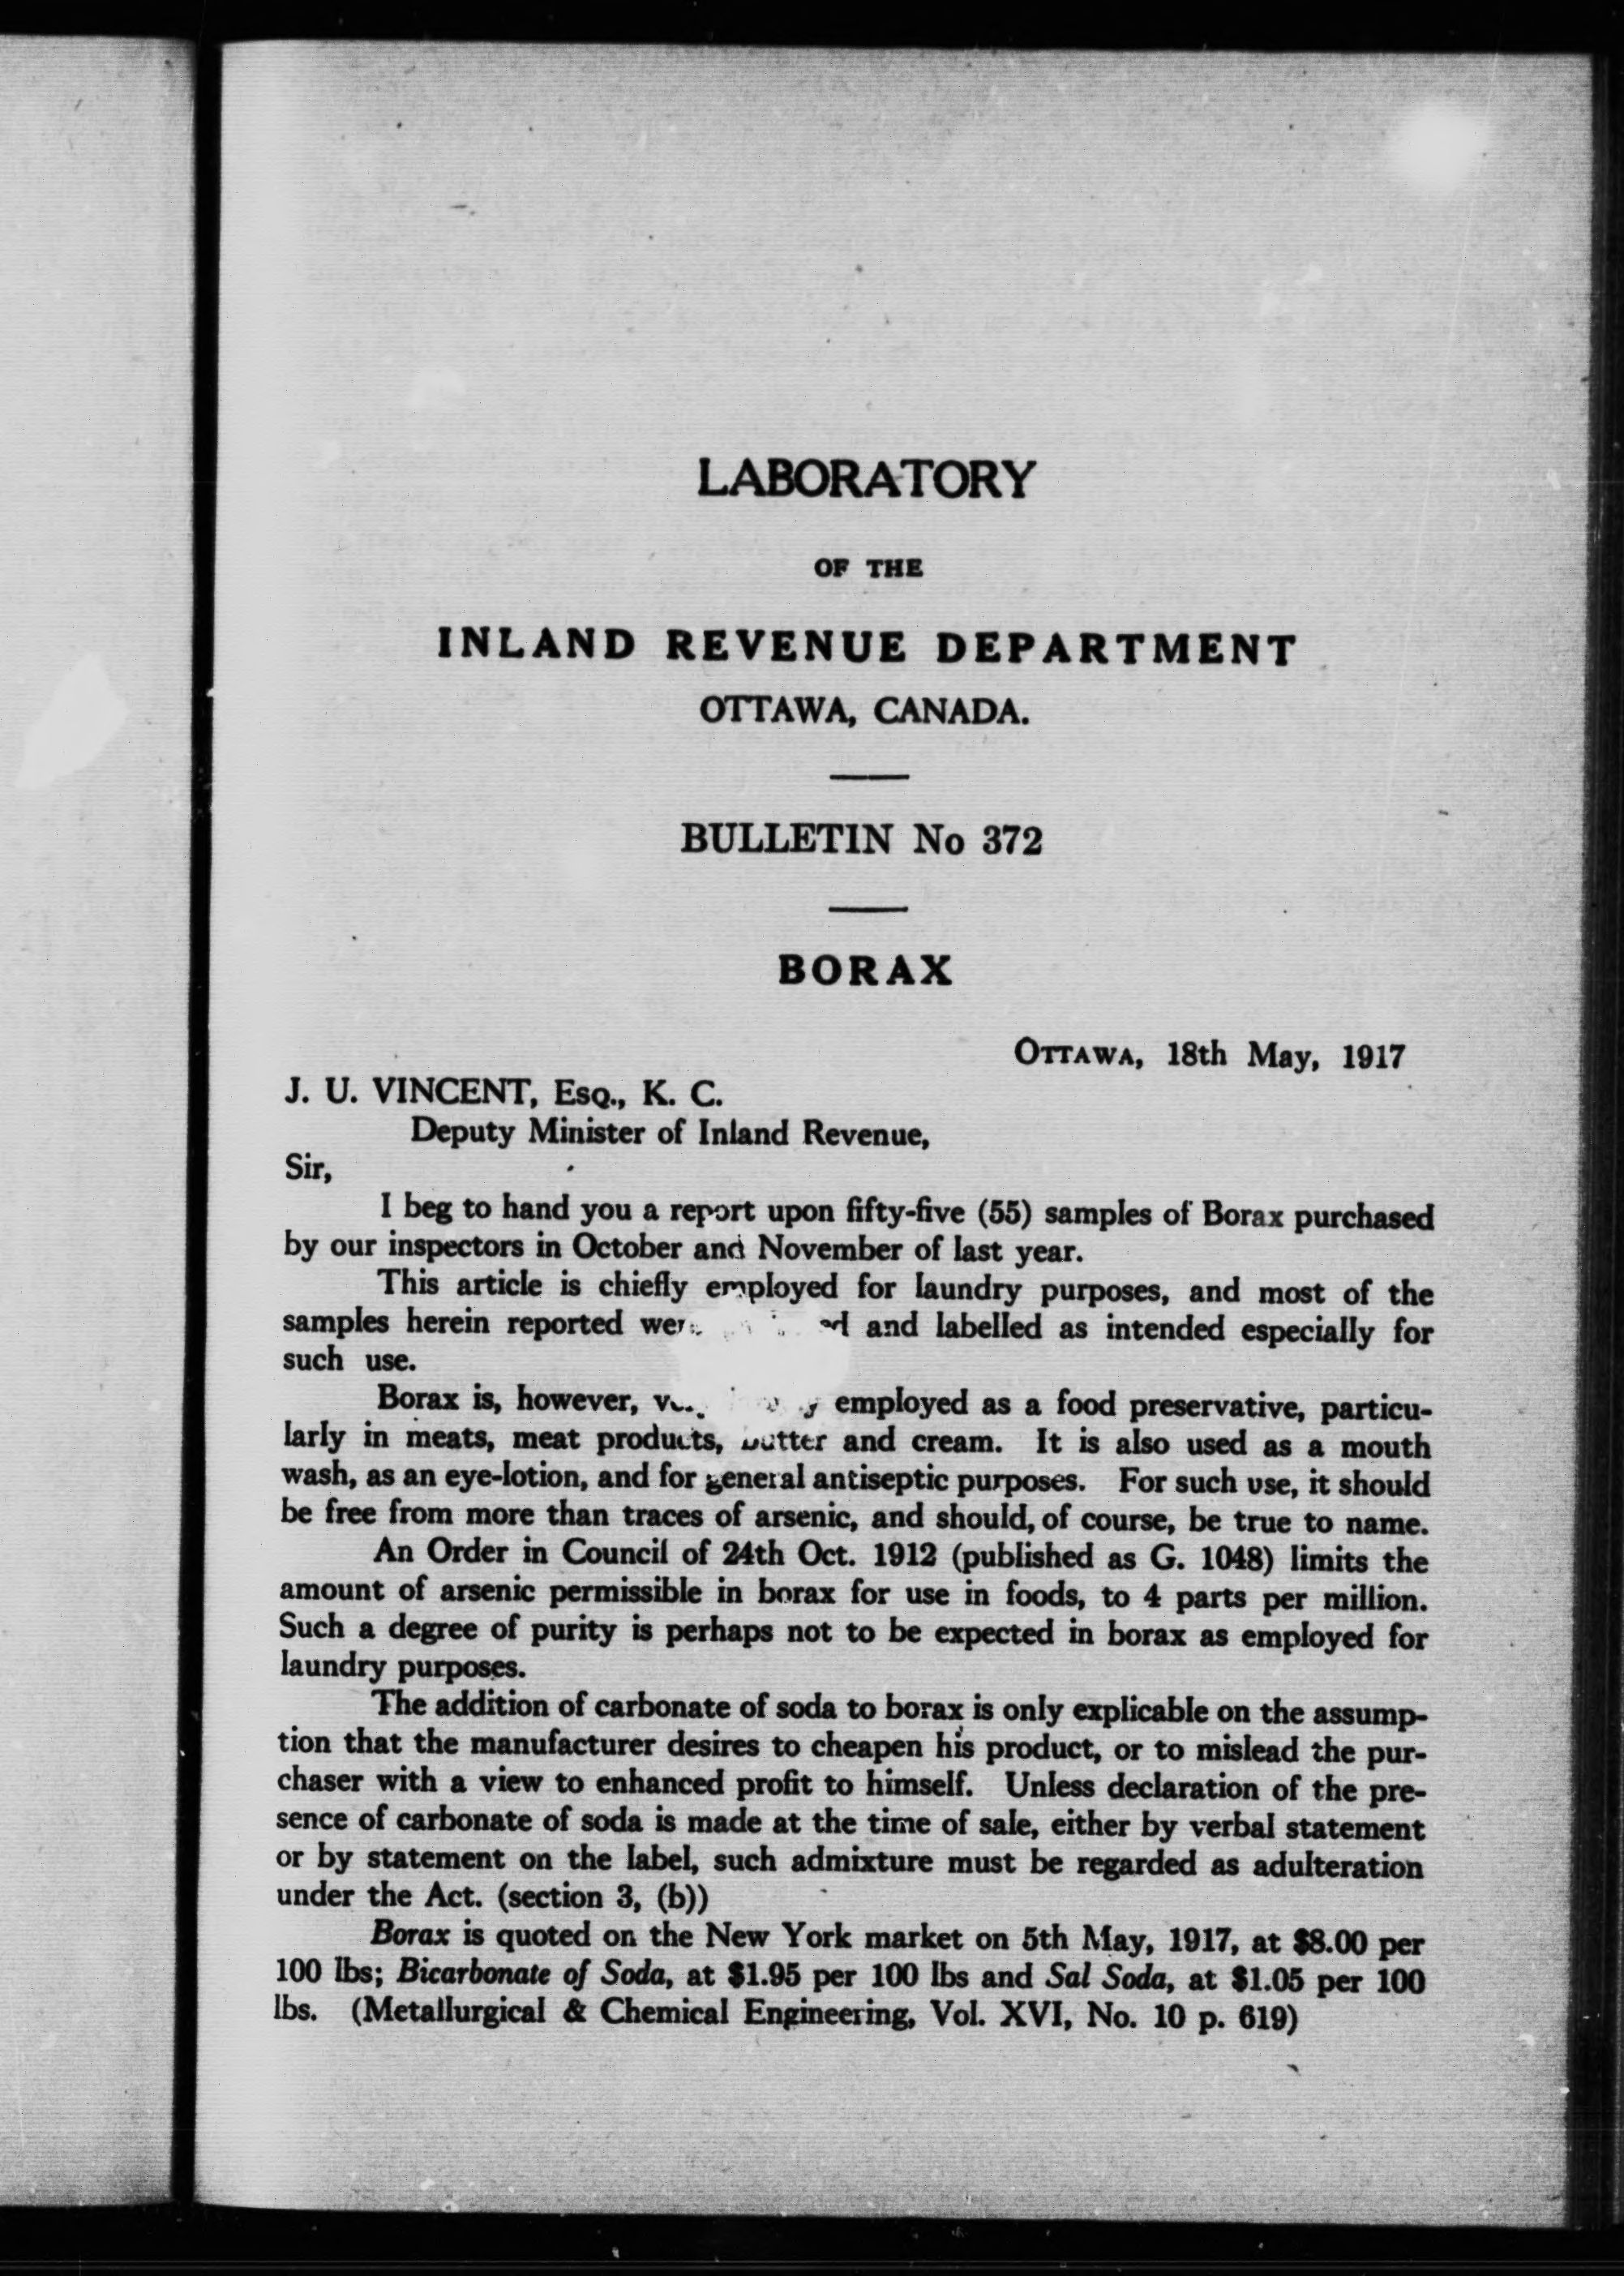 LABORATORY
OF THE
INLAND REVENUE DEPARTMENT
OTTAWA, CANADA.
BULLETIN No 372
BORAX
OTTAWA, 18th May, 1917
J. U. VINCENT, Esq., K. C.
Deputy Minister of Inland Revenue,
Sir,
I beg to hand you a report upon fifty-five (55) samples of Borax purchased
by our inspectors in October and November of last year.
This article is chiefly employed for laundry purposes, and most of the
samples herein reported were and labelled as intended especially for
such use.
Borax is, however, employed as a food preservative, particu-
larly in meats, meat products, butter and cream. It is also used as a mouth
wash, as an eye-lotion, and for general antiseptic purposes. For such use, it should
be free from more than traces of arsenic, and should, of course, be true to name.
An Order in Council of 24th Oct. 1912 (published as G. 1048) limits the
amount of arsenic permissible in borax for use in foods, to 4 parts per million.
Such a degree of purity is perhaps not to be expected in borax as employed for
laundry purposes.
The addition of carbonate of soda to borax is only explicable on the assump-
tion that the manufacturer desires to cheapen his product, or to mislead the pur-
chaser with a view to enhanced profit to himself. Unless declaration of the pre-
sence of carbonate of soda is made at the time of sale, either by verbal statement
or by statement on the label, such admixture must be regarded as adulteration
under the Act. (section 3, (b))
Borax is quoted on the New York market on 5th May, 1917, at $8.00 per
100 lbs; Bicarbonate of Soda, at $1.95 per 100 lbs and Sal Soda, at $1.05 per 100
lbs. (Metallurgical & Chemical Engineering, Vol. XVI, No. 10 p. 619)